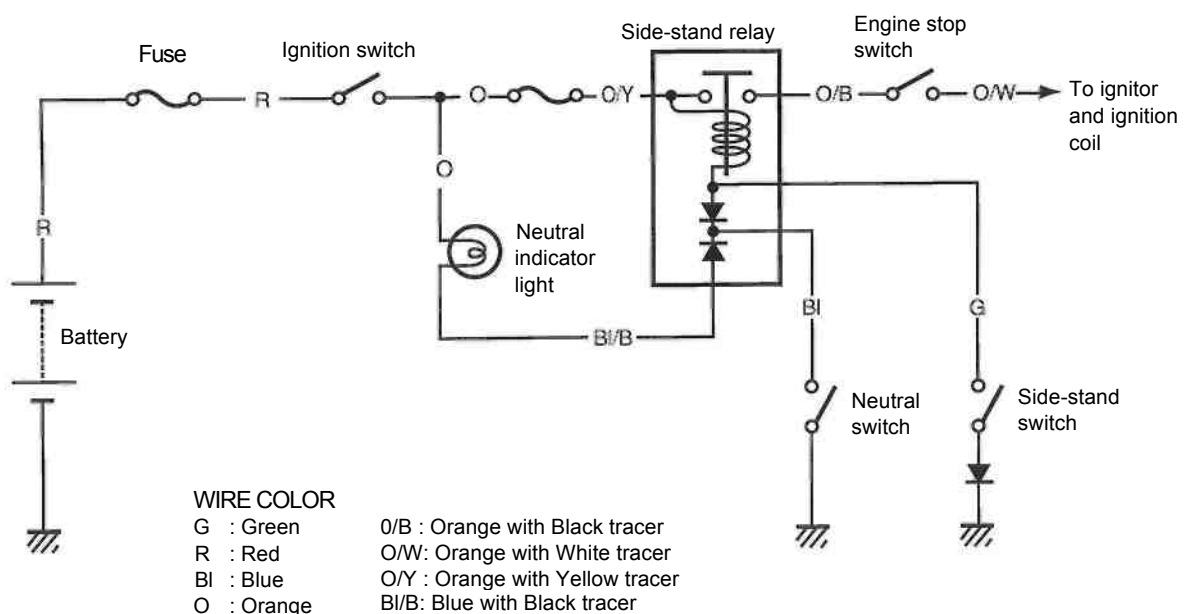 Fuse
Ignition switch
Side-stand relay
Engine stop
switch
R
O
O/Y
O/B
O/W
To ignitor
and ignition
coil
O
R
Neutral
indicator
light
Battery
Bl/B
Bl
G
Neutral
switch
Side-stand
switch
WIRE COLOR
G : Green
R : Red
Bl : Blue
O : Orange
0/B : Orange with Black tracer
O/W: Orange with White tracer
O/Y : Orange with Yellow tracer
Bl/B: Blue with Black tracer